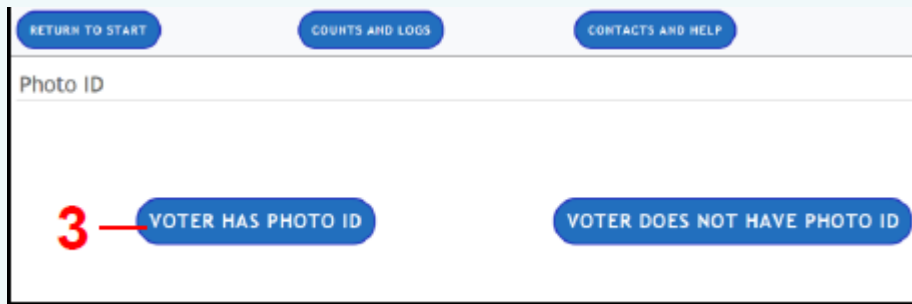 RETURN TO START
COUNTS AND LOGS
CONTACTS AND HELP
Photo ID
3
VOTER HAS PHOTO ID
VOTER DOES NOT HAVE PHOTO ID